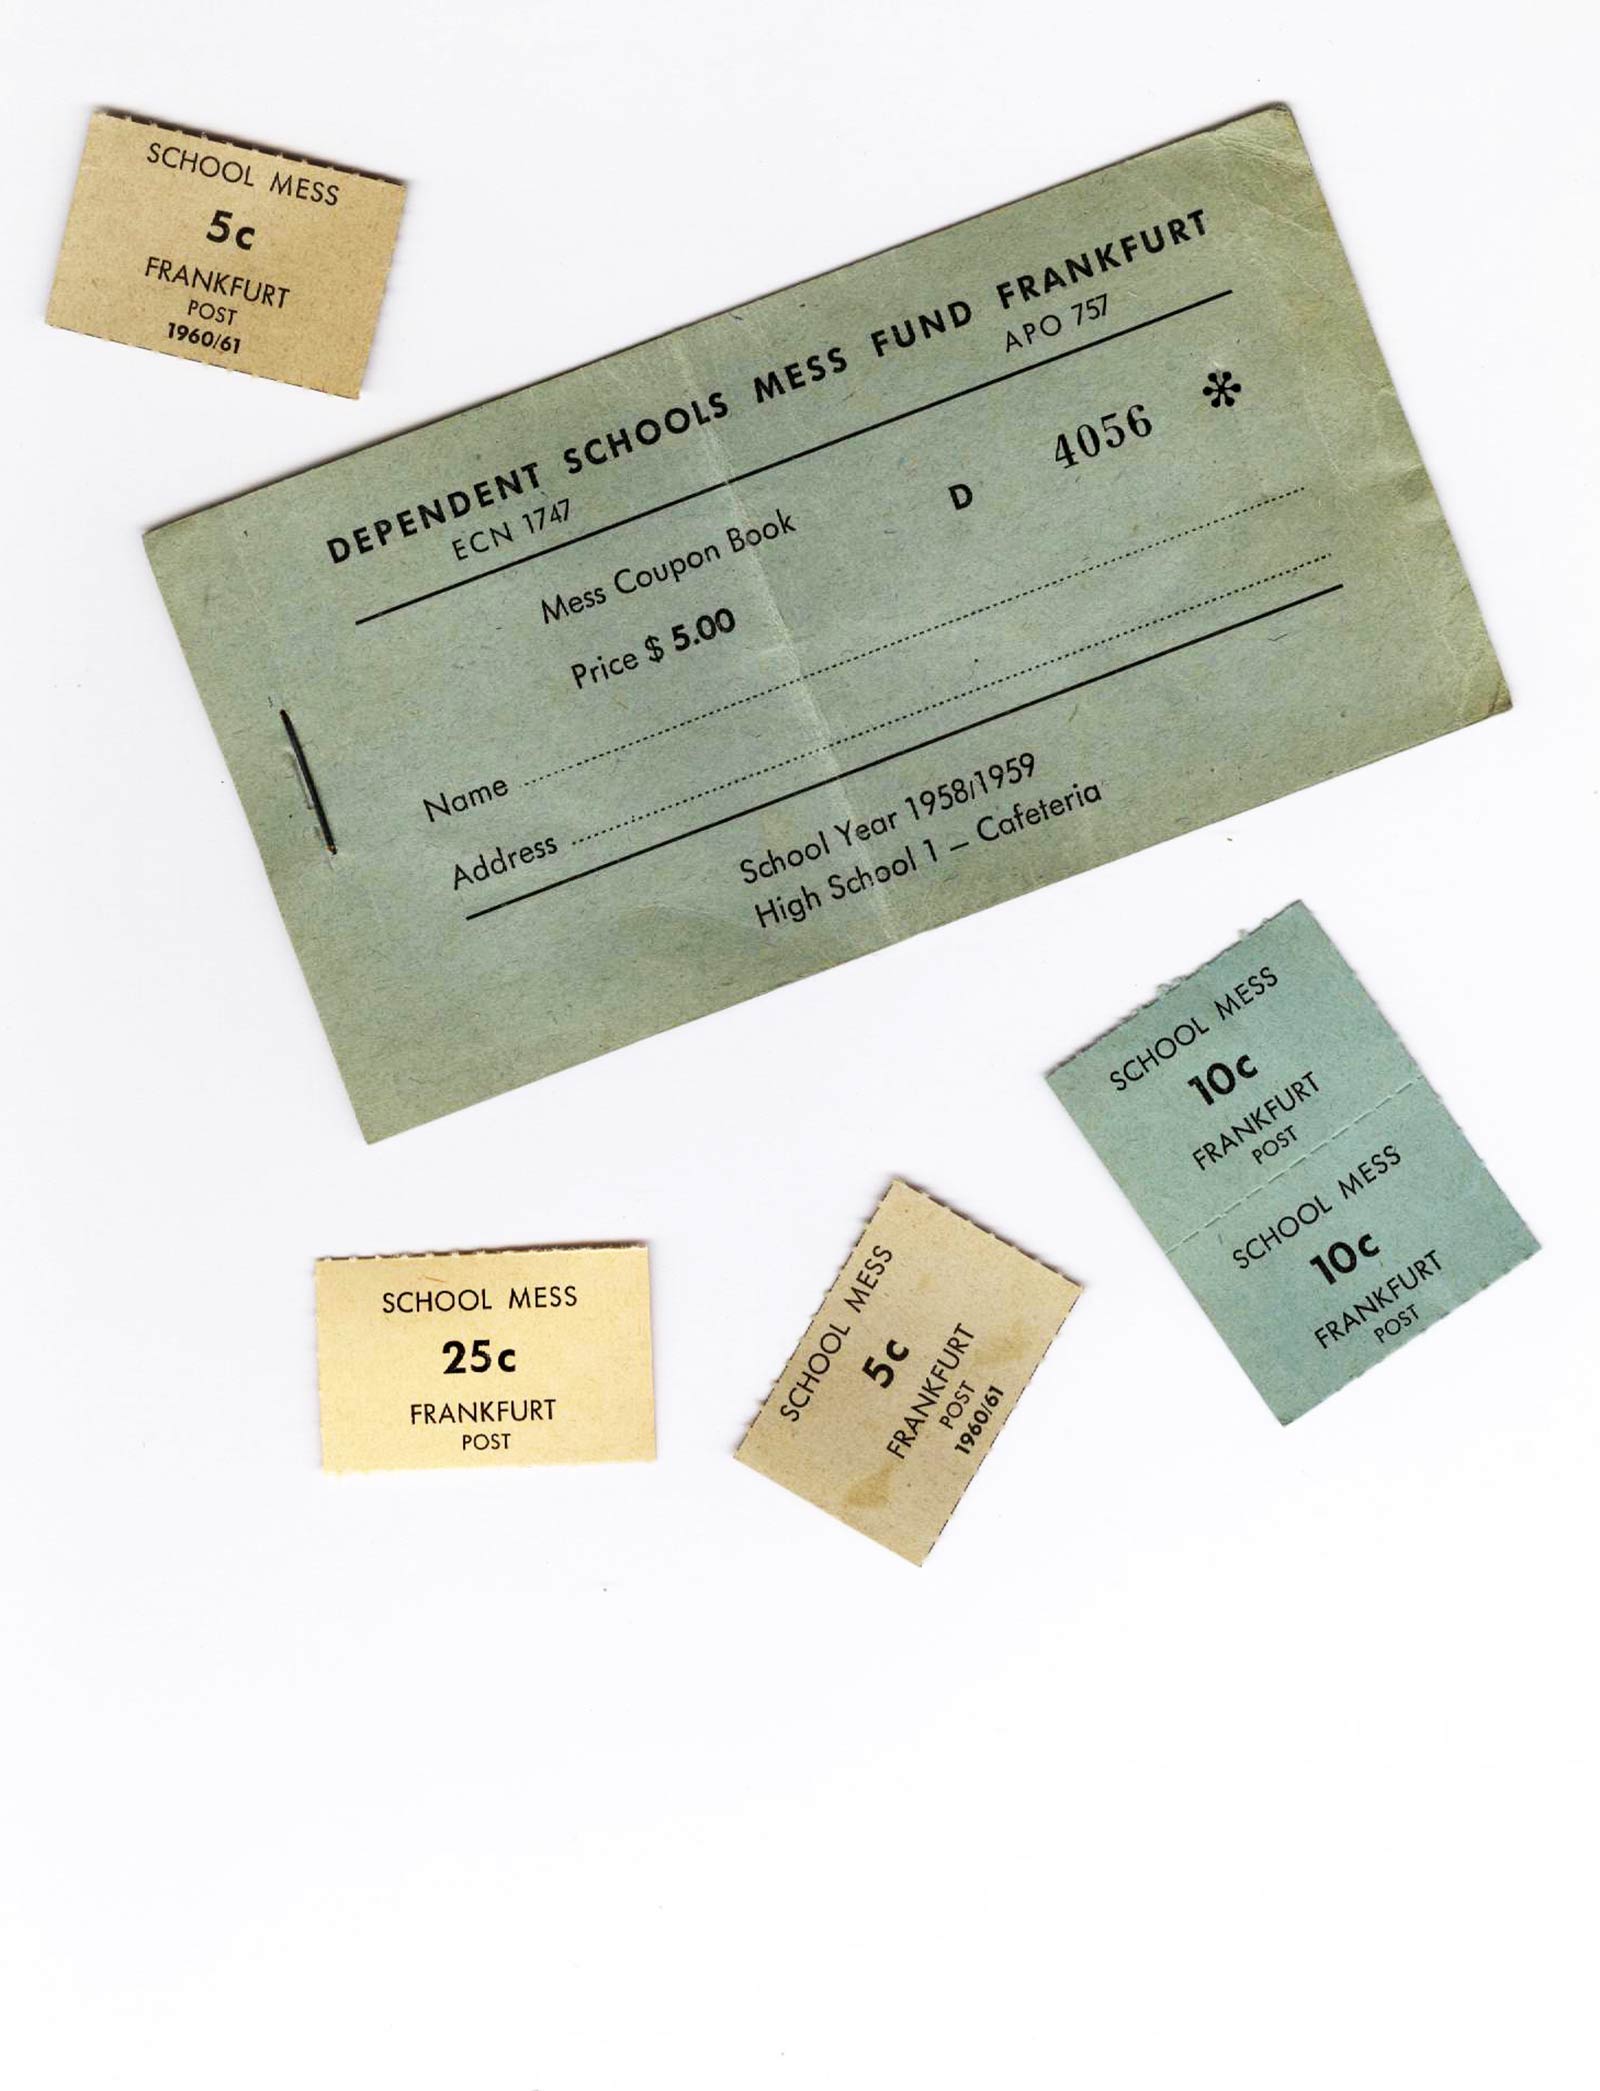 SCHOOL MESS
5c
FRANKFURT
POST
1960/61
DEPENDENT SCHOOLS MESS FUND FRANKFURT
ECN 1747 APO 757
Mess Coupon Book D 4056 *
Price $ 5.00
Name
Address
School Year 1958/1959
High School 1 – Cafeteria
SCHOOL MESS
10c
FRANKFURT
POST
SCHOOL MESS
10c
FRANKFURT
POST
SCHOOL MESS
25c
FRANKFURT
POST
SCHOOL MESS
5c
FRANKFURT
POST
1960/61